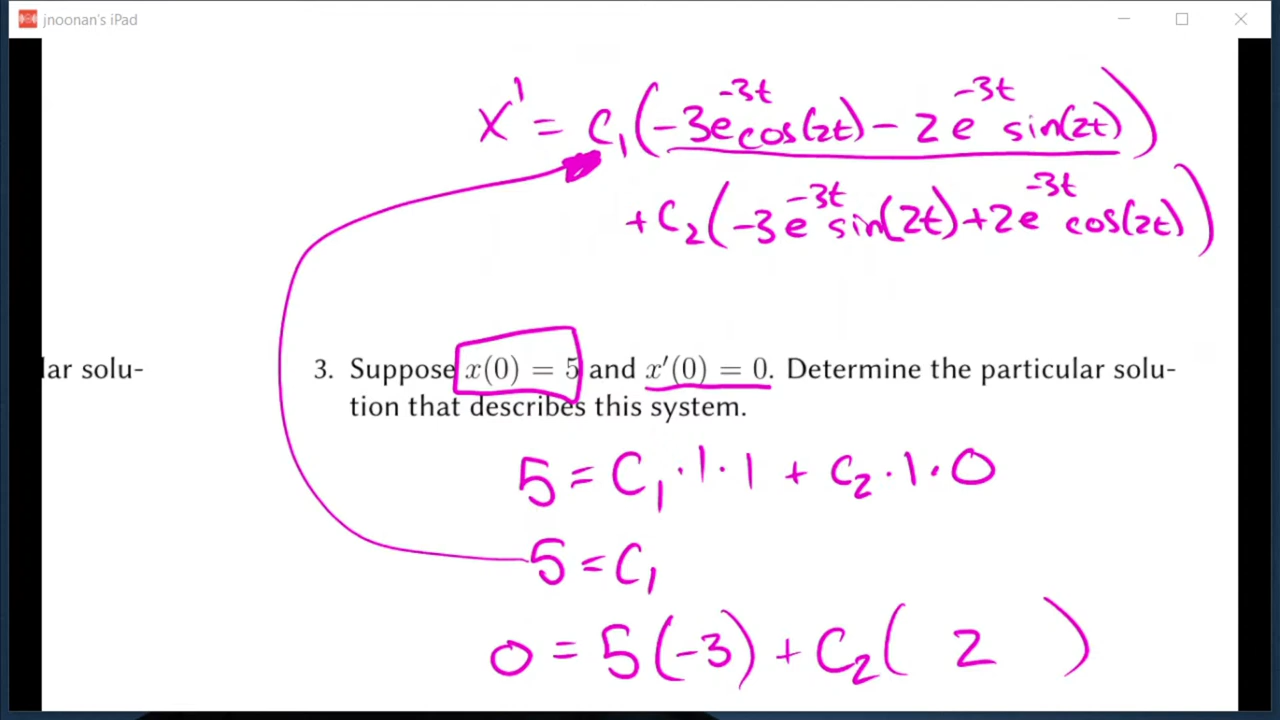 jnoonan's iPad
x' = c₁(-3e⁻³ᵗcos(2t) - 2e⁻³ᵗ sin(2t))
+ c₂(-3e⁻³ᵗ sin(2t) + 2e⁻³ᵗ cos(2t))
lar solu-
3. Suppose x(0) = 5 and x′(0) = 0. Determine the particular solu-
tion that describes this system.
5 = c₁·1·1 + c₂·1·0
5 = c₁
0 = 5(-3) + c₂( 2 )